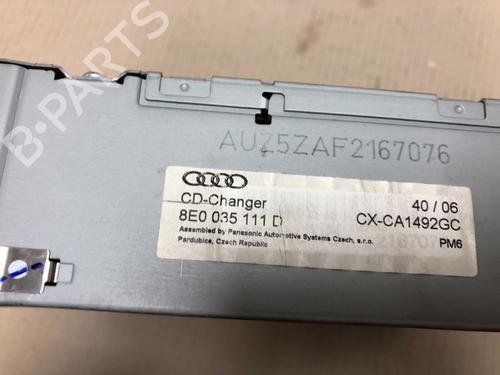 B-PARTS
AUZ5ZAF2167076
CD-Changer 40 / 06
8E0 035 111 D CX-CA1492GC
Assembled by Panasonic Automotive Systems Czech, s.r.o.
Pardubice, Czech Republic PM6